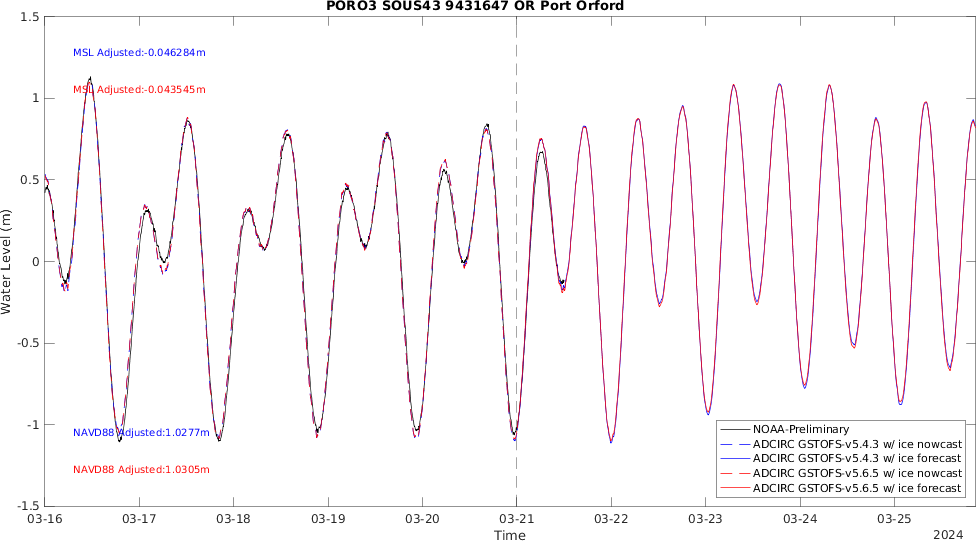 PORO3 SOUS43 9431647 OR Port Orford
1.5
1
0.5
0
-0.5
-1
-1.5
Water Level (m)
MSL Adjusted:-0.046284m
MSL Adjusted:-0.043545m
NAVD88 Adjusted:1.0277m
NAVD88 Adjusted:1.0305m
NOAA-Preliminary
ADCIRC GSTOFS-v5.4.3 w/ ice nowcast
ADCIRC GSTOFS-v5.4.3 w/ ice forecast
ADCIRC GSTOFS-v5.6.5 w/ ice nowcast
ADCIRC GSTOFS-v5.6.5 w/ ice forecast
03-16 03-17 03-18 03-19 03-20 03-21 03-22 03-23 03-24 03-25
Time
2024